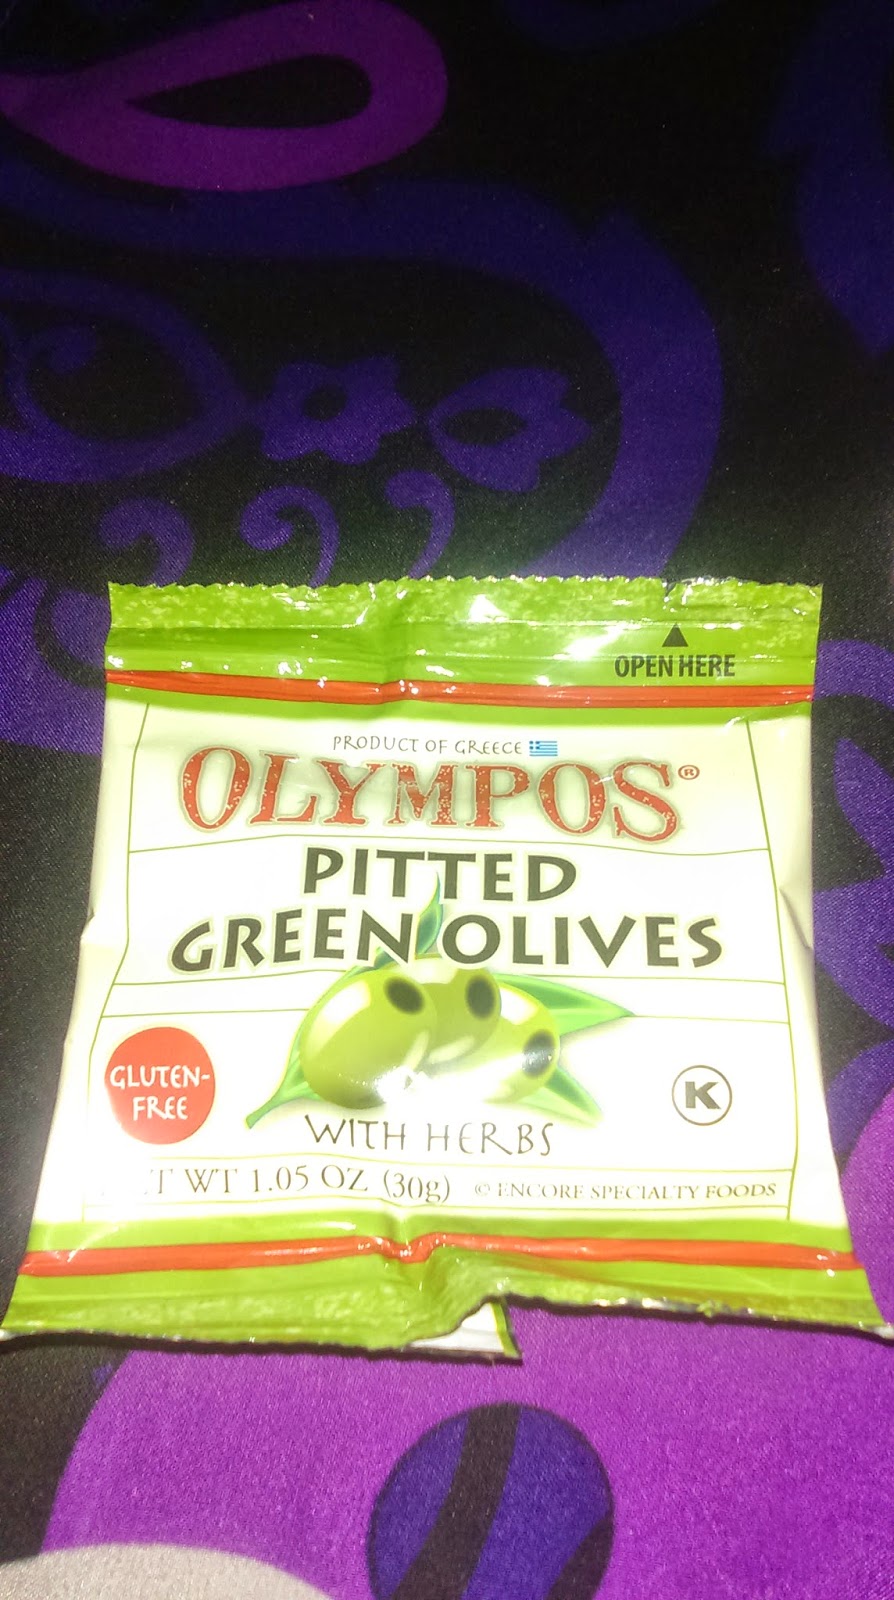 OPEN HERE
PRODUCT OF GREECE
OLYMPOS®
PITTED
GREEN OLIVES
GLUTEN-
FREE
K
WITH HERBS
WT 1.05 OZ (30g) © ENCORE SPECIALTY FOODS